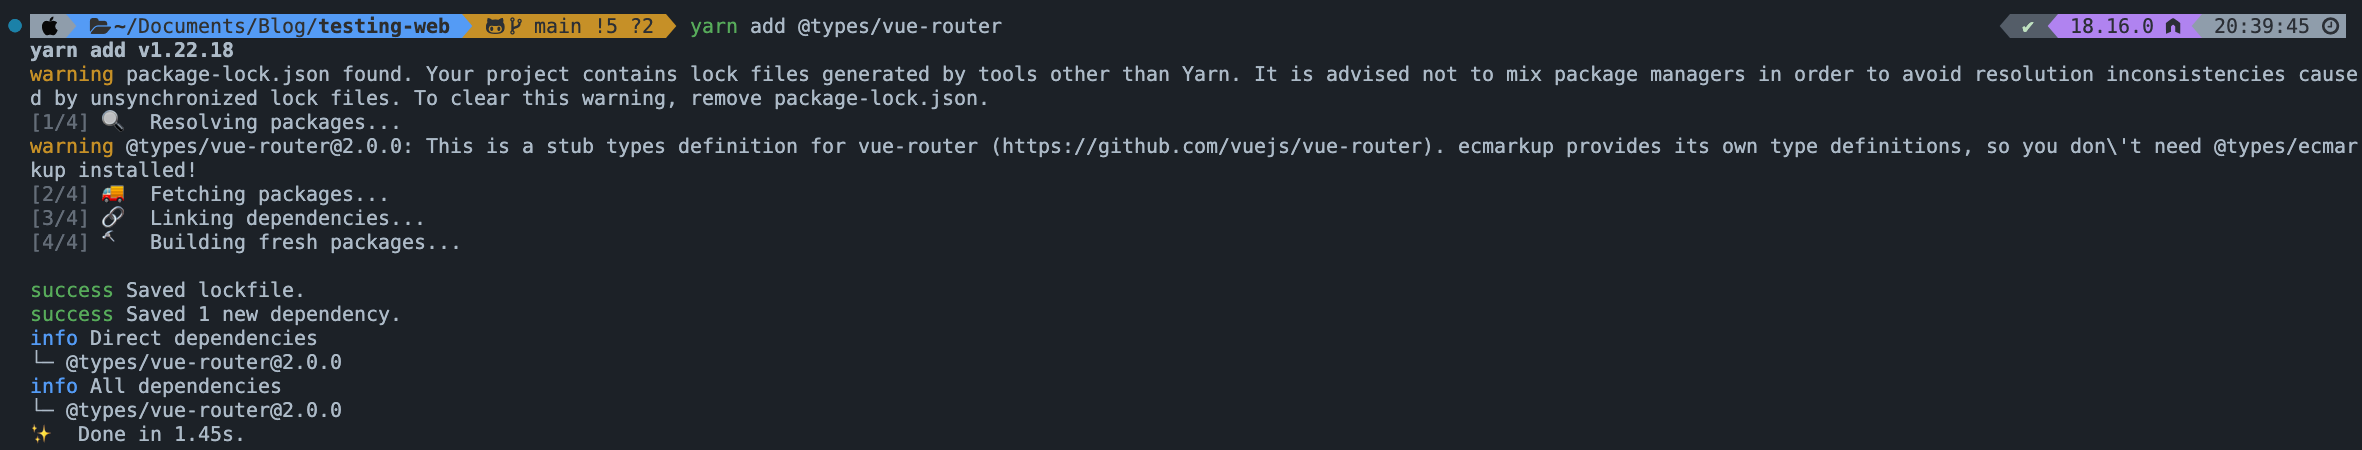 ~/Documents/Blog/testing-web main !5 ?2 yarn add @types/vue-router ✔ 18.16.0 20:39:45
yarn add v1.22.18
warning package-lock.json found. Your project contains lock files generated by tools other than Yarn. It is advised not to mix package managers in order to avoid resolution inconsistencies cause
d by unsynchronized lock files. To clear this warning, remove package-lock.json.
[1/4] 🔍 Resolving packages...
warning @types/vue-router@2.0.0: This is a stub types definition for vue-router (https://github.com/vuejs/vue-router). ecmarkup provides its own type definitions, so you don\'t need @types/ecmar
kup installed!
[2/4] 🚚 Fetching packages...
[3/4] 🔗 Linking dependencies...
[4/4] 🔨 Building fresh packages...
success Saved lockfile.
success Saved 1 new dependency.
info Direct dependencies
└─ @types/vue-router@2.0.0
info All dependencies
└─ @types/vue-router@2.0.0
✨ Done in 1.45s.